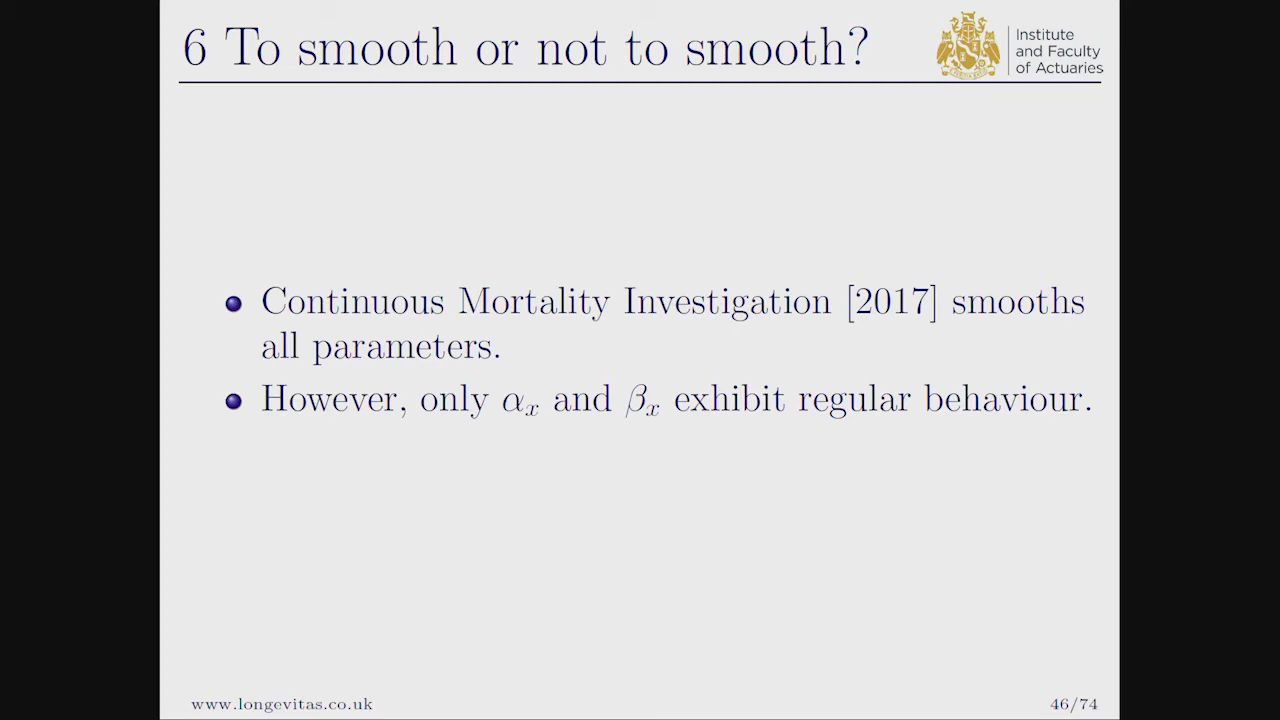 6 To smooth or not to smooth?
Institute
and Faculty
of Actuaries
Continuous Mortality Investigation [2017] smooths
all parameters.
However, only αₓ and βₓ exhibit regular behaviour.
www.longevitas.co.uk
46/74